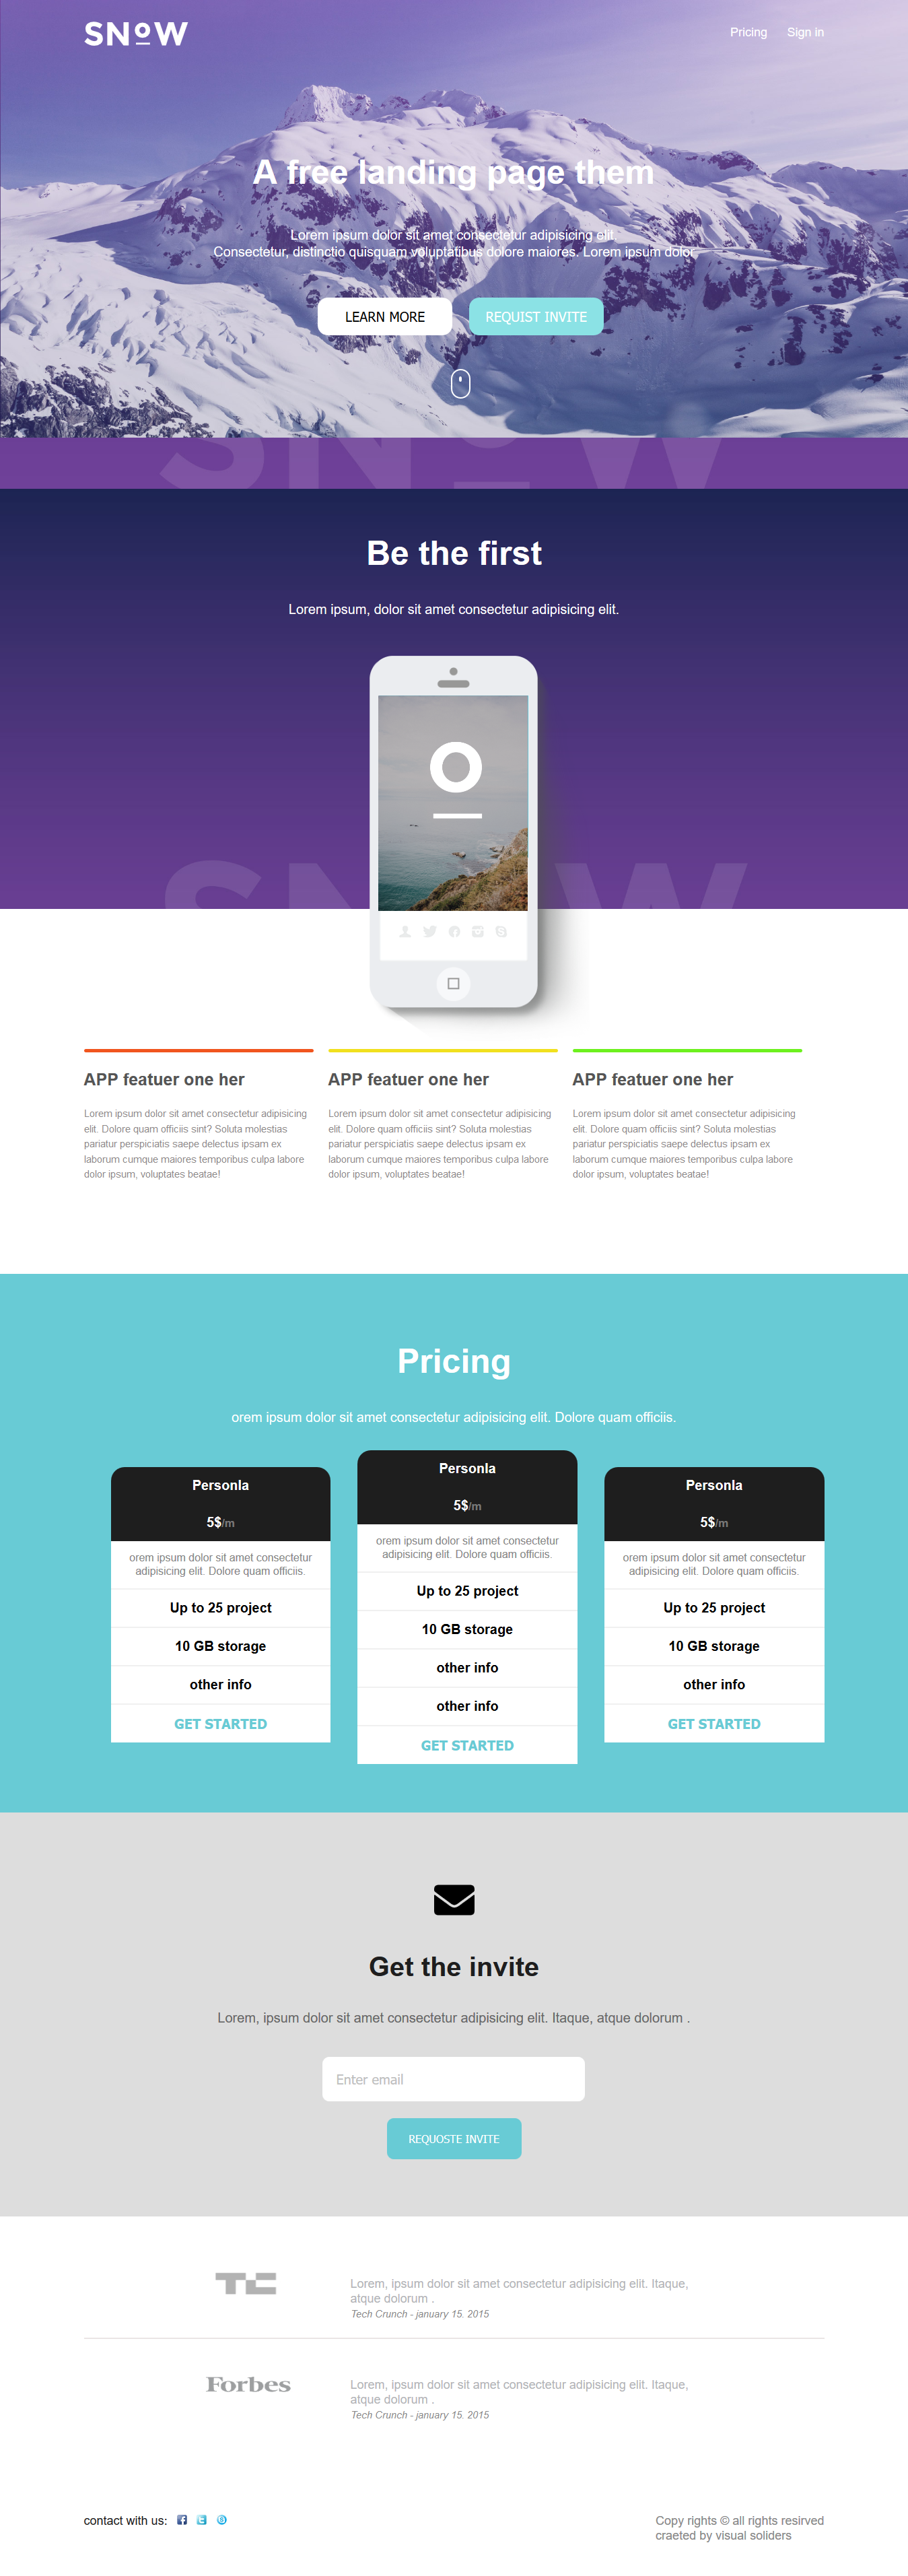 SNOW
Pricing Sign in
A free landing page them
Lorem ipsum dolor sit amet consectetur adipisicing elit.
Consectetur, distinctio quisquam voluptatibus dolore maiores. Lorem ipsum dolor
LEARN MORE
REQUIST INVITE
SNOW
Be the first
Lorem ipsum, dolor sit amet consectetur adipisicing elit.
SNOW
APP featuer one her
Lorem ipsum dolor sit amet consectetur adipisicing
elit. Dolore quam officiis sint? Soluta molestias
pariatur perspiciatis saepe delectus ipsam ex
laborum cumque maiores temporibus culpa labore
dolor ipsum, voluptates beatae!
APP featuer one her
Lorem ipsum dolor sit amet consectetur adipisicing
elit. Dolore quam officiis sint? Soluta molestias
pariatur perspiciatis saepe delectus ipsam ex
laborum cumque maiores temporibus culpa labore
dolor ipsum, voluptates beatae!
APP featuer one her
Lorem ipsum dolor sit amet consectetur adipisicing
elit. Dolore quam officiis sint? Soluta molestias
pariatur perspiciatis saepe delectus ipsam ex
laborum cumque maiores temporibus culpa labore
dolor ipsum, voluptates beatae!
Pricing
orem ipsum dolor sit amet consectetur adipisicing elit. Dolore quam officiis.
Personla
5$/m
orem ipsum dolor sit amet consectetur
adipisicing elit. Dolore quam officiis.
Up to 25 project
10 GB storage
other info
GET STARTED
Personla
5$/m
orem ipsum dolor sit amet consectetur
adipisicing elit. Dolore quam officiis.
Up to 25 project
10 GB storage
other info
other info
GET STARTED
Personla
5$/m
orem ipsum dolor sit amet consectetur
adipisicing elit. Dolore quam officiis.
Up to 25 project
10 GB storage
other info
GET STARTED
Get the invite
Lorem, ipsum dolor sit amet consectetur adipisicing elit. Itaque, atque dolorum .
Enter email
REQUOSTE INVITE
TC
Lorem, ipsum dolor sit amet consectetur adipisicing elit. Itaque,
atque dolorum .
Tech Crunch - january 15. 2015
Forbes
Lorem, ipsum dolor sit amet consectetur adipisicing elit. Itaque,
atque dolorum .
Tech Crunch - january 15. 2015
contact with us:
Copy rights © all rights resirved
craeted by visual soliders